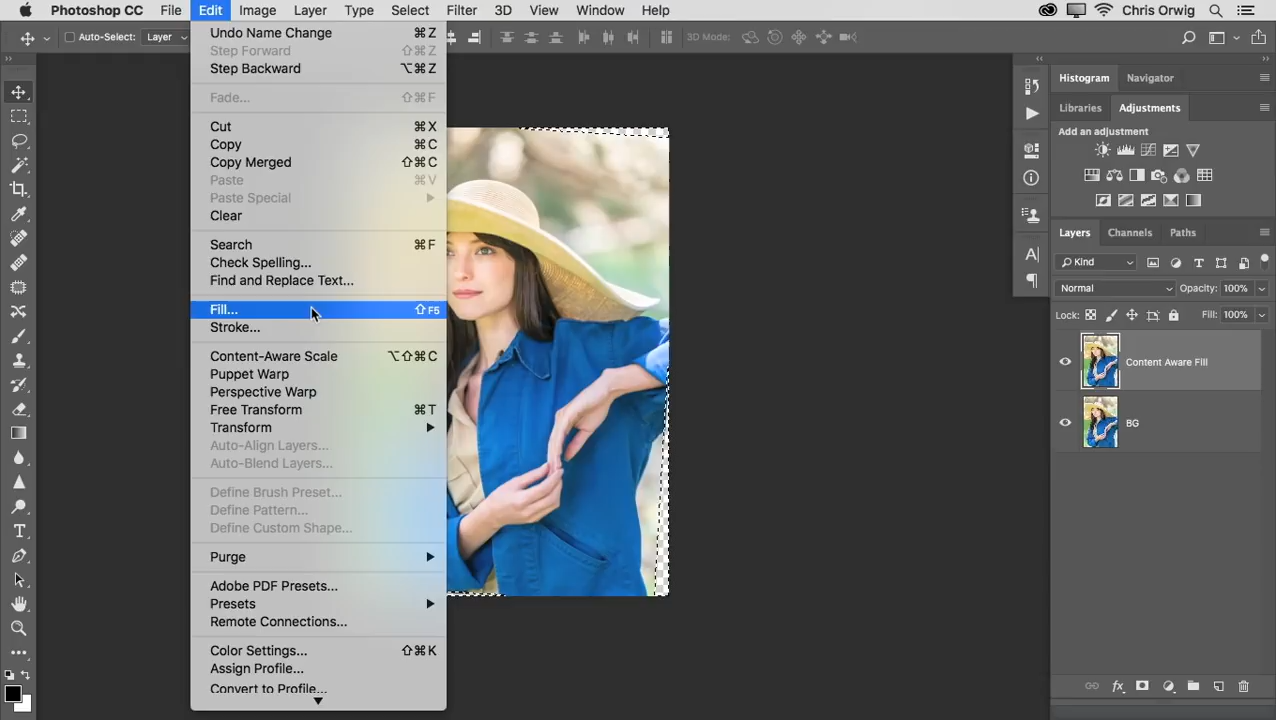 Photoshop CC File Edit Image Layer Type Select Filter 3D View Window Help Chris Orwig
Auto-Select: Layer 3D Mode:
Undo Name Change ⌘Z
Step Forward ⇧⌘Z
Step Backward ⌥⌘Z
Fade... ⇧⌘F
Cut ⌘X
Copy ⌘C
Copy Merged ⇧⌘C
Paste ⌘V
Paste Special
Clear
Search ⌘F
Check Spelling...
Find and Replace Text...
Fill... ⇧F5
Stroke...
Content-Aware Scale ⌥⇧⌘C
Puppet Warp
Perspective Warp
Free Transform ⌘T
Transform
Auto-Align Layers...
Auto-Blend Layers...
Define Brush Preset...
Define Pattern...
Define Custom Shape...
Purge
Adobe PDF Presets...
Presets
Remote Connections...
Color Settings... ⇧⌘K
Assign Profile...
Convert to Profile...
Histogram Navigator
Libraries Adjustments
Add an adjustment
Layers Channels Paths
Kind
Normal Opacity: 100%
Lock: Fill: 100%
Content Aware Fill
BG
fx